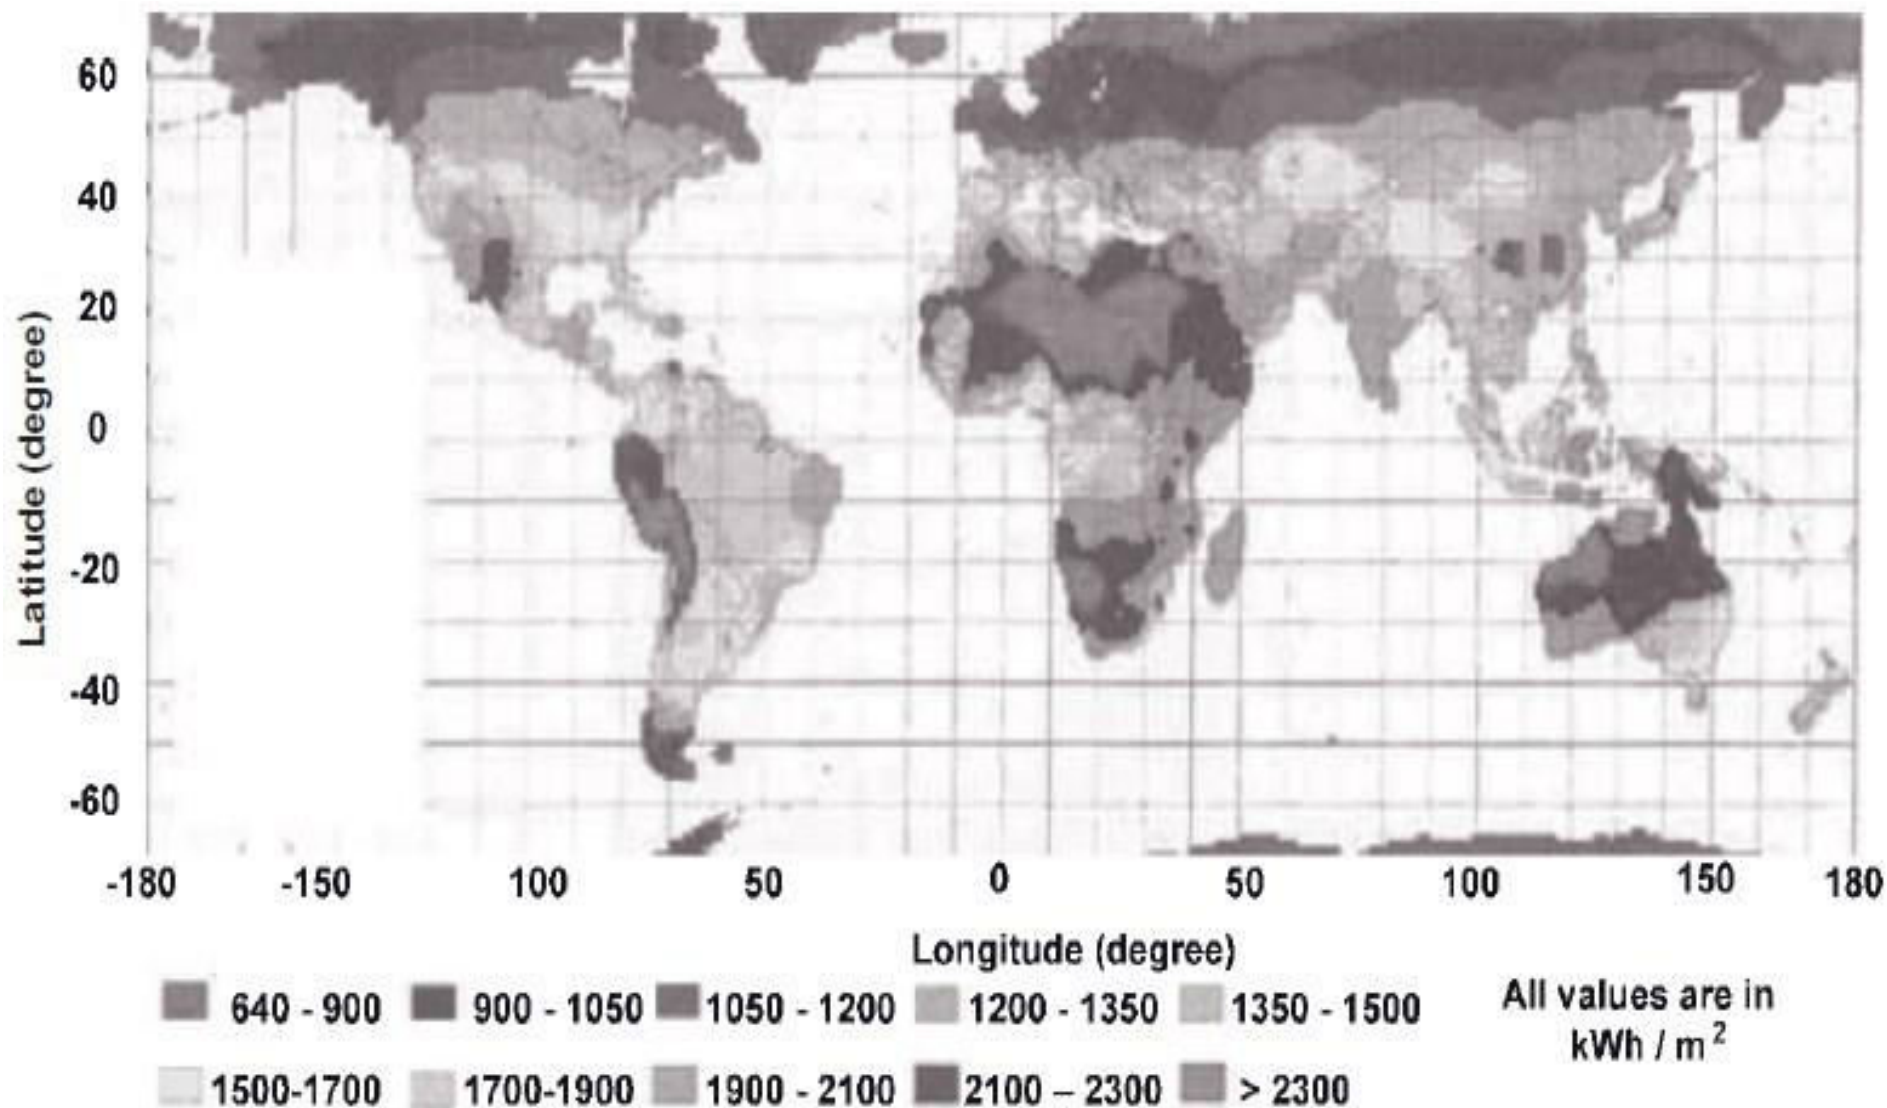 Latitude (degree)
60
40
20
0
-20
-40
-60
-180 -150 100 50 0 50 100 150 180
Longitude (degree)
640 - 900 900 - 1050 1050 - 1200 1200 - 1350 1350 - 1500
1500-1700 1700-1900 1900 - 2100 2100 – 2300 > 2300
All values are in
kWh / m²